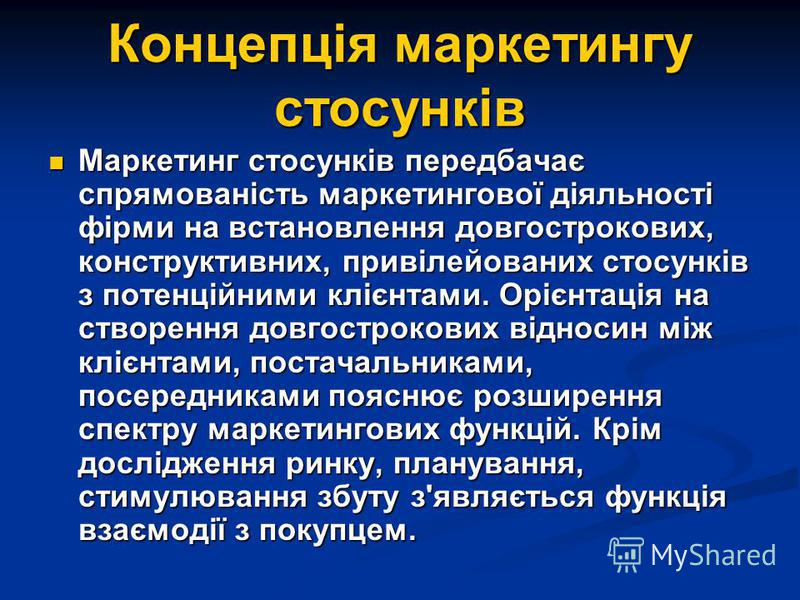 Концепція маркетингу
стосунків
Маркетинг стосунків передбачає
спрямованість маркетингової діяльності
фірми на встановлення довгострокових,
конструктивних, привілейованих стосунків
з потенційними клієнтами. Орієнтація на
створення довгострокових відносин між
клієнтами, постачальниками,
посередниками пояснює розширення
спектру маркетингових функцій. Крім
дослідження ринку, планування,
стимулювання збуту з'являється функція
взаємодії з покупцем.
MyShared